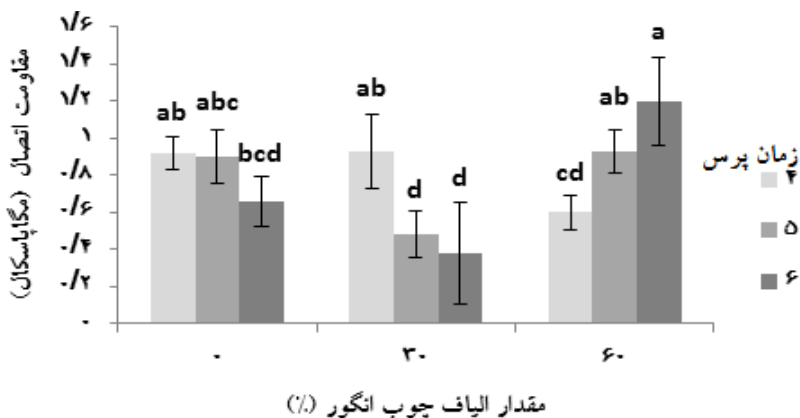 مقاومت اتصال (مگاپاسکال)
۱/۶
۱/۴
۱/۲
۱
۰/۸
۰/۶
۰/۴
۰/۲
۰
ab abc bcd
ab d d
cd ab a
زمان پرس
۴
۵
۶
۰ ۳۰ ۶۰
مقدار الیاف چوب انگور (٪)